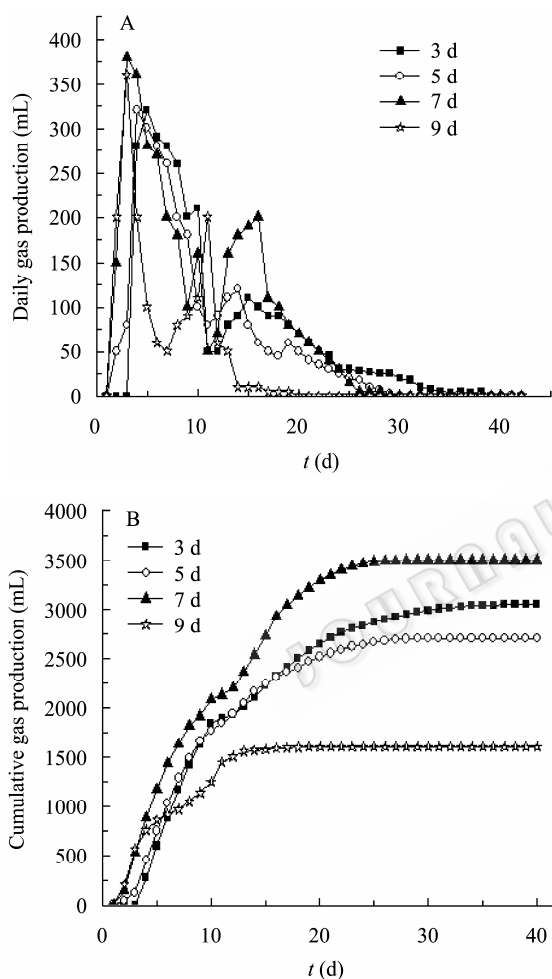 A
400
350
300
250
200
150
100
50
0
Daily gas production (mL)
3 d
5 d
7 d
9 d
0 10 20 30 40
t (d)
B
4000
3500
3000
2500
2000
1500
1000
500
0
Cumulative gas production (mL)
3 d
5 d
7 d
9 d
0 10 20 30 40
t (d)
JOURNAL